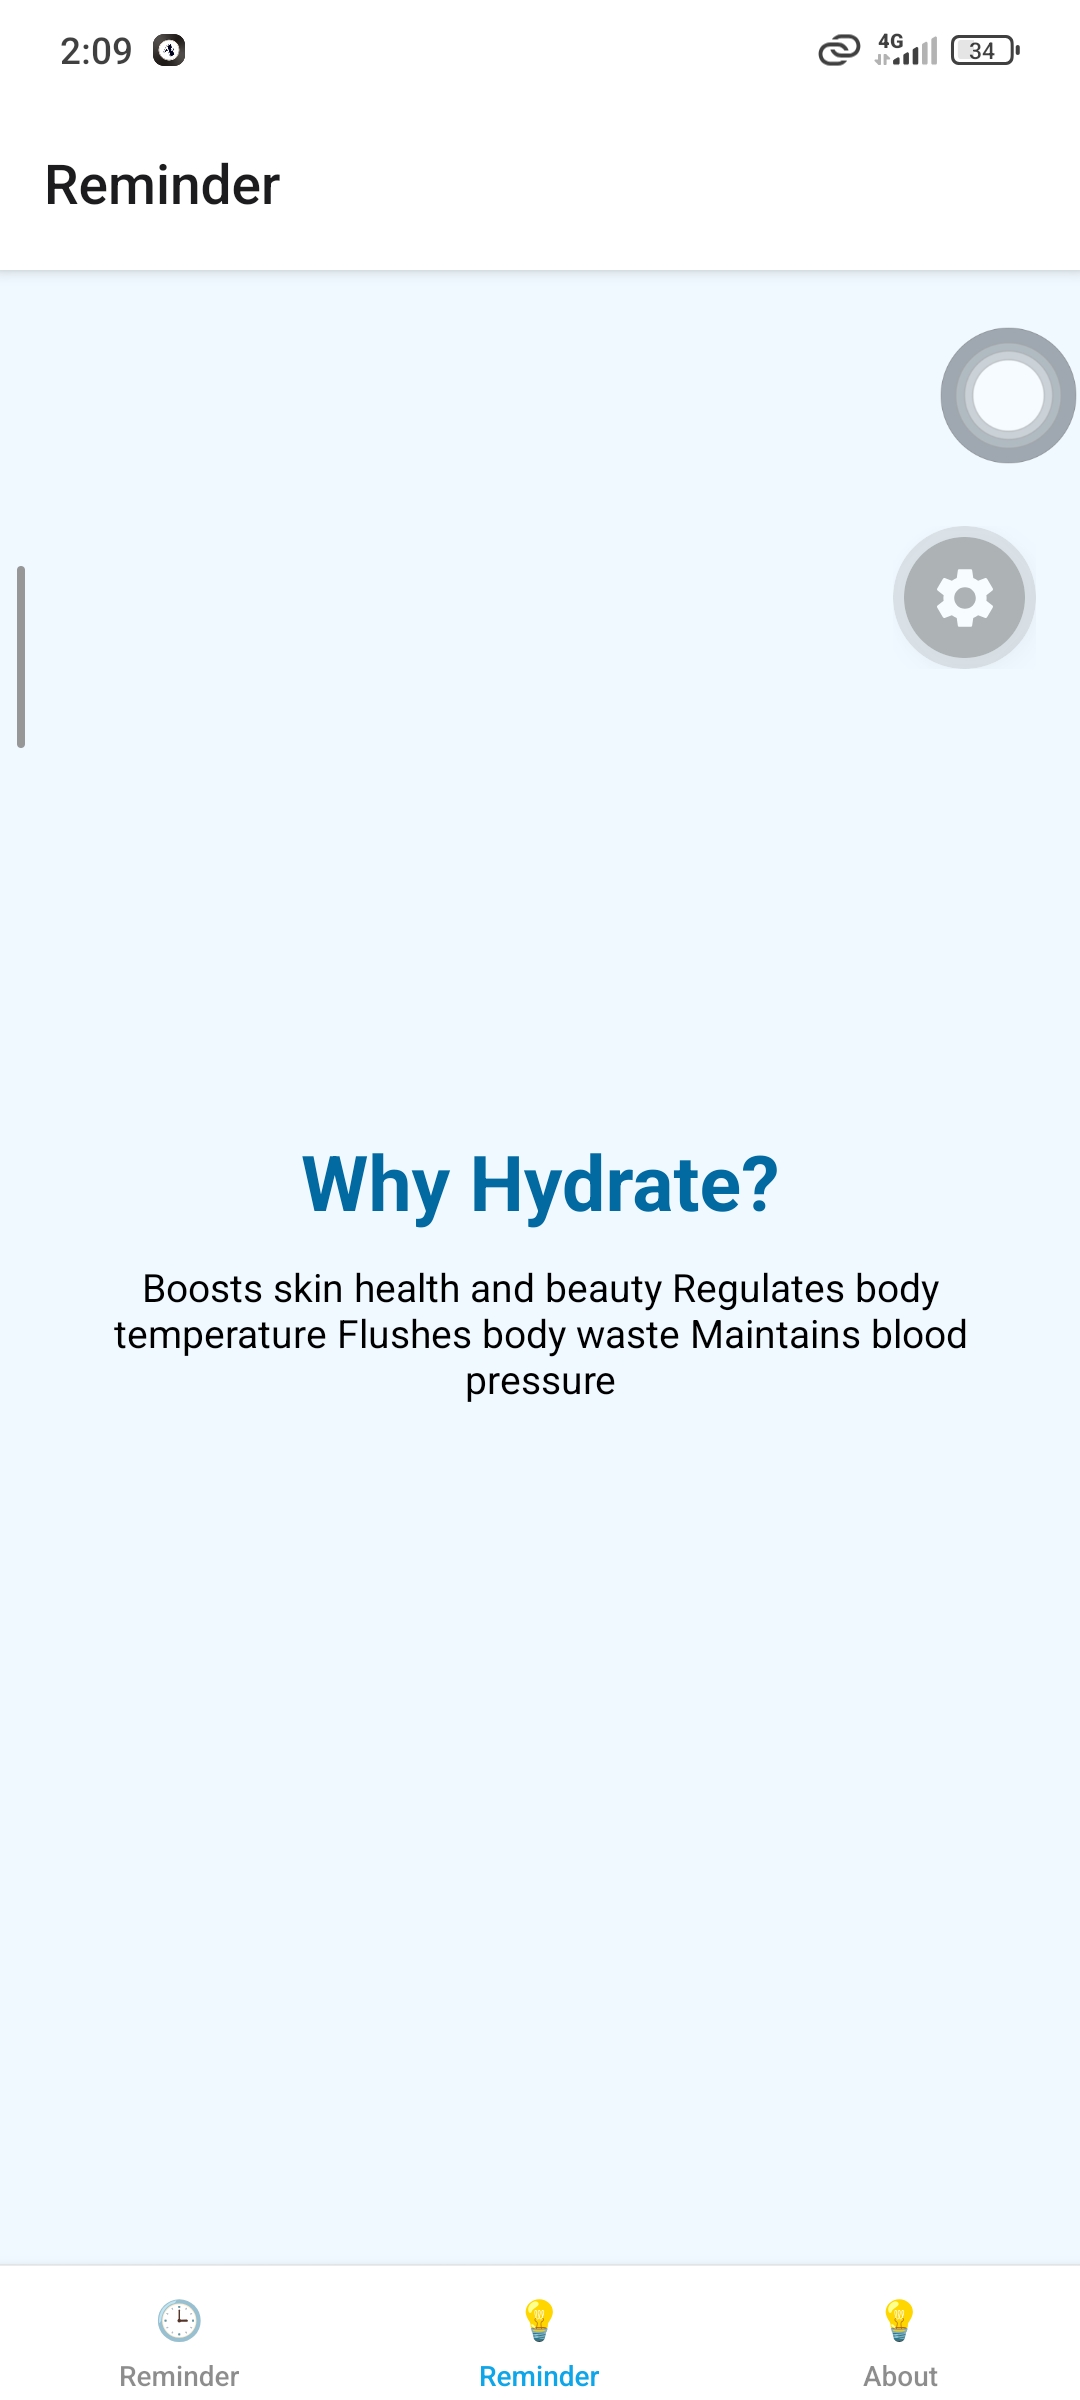 2:09
4G
34
Reminder
Why Hydrate?
Boosts skin health and beauty Regulates body
temperature Flushes body waste Maintains blood
pressure
Reminder
Reminder
About